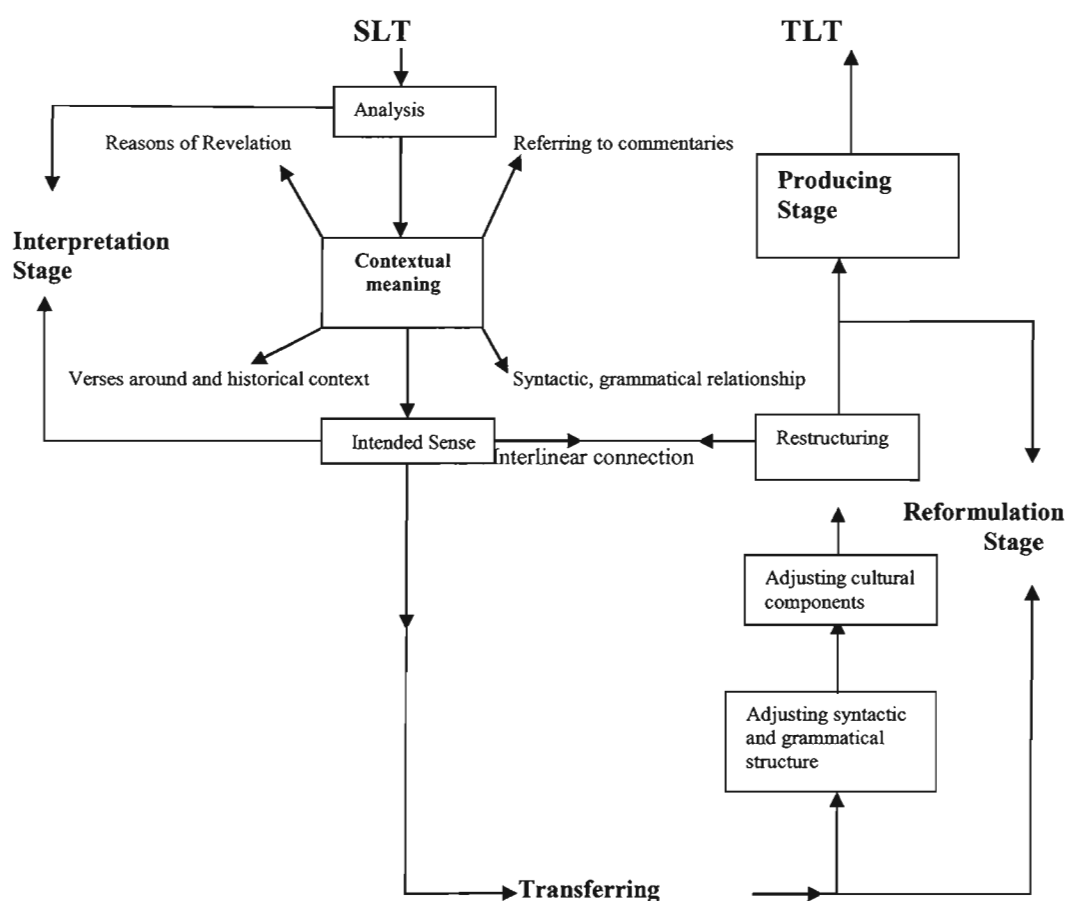 SLT
TLT
Analysis
Reasons of Revelation
Referring to commentaries
Producing
Stage
Interpretation
Stage
Contextual
meaning
Verses around and historical context
Syntactic, grammatical relationship
Intended Sense
Interlinear connection
Restructuring
Reformulation
Stage
Adjusting cultural
components
Adjusting syntactic
and grammatical
structure
Transferring